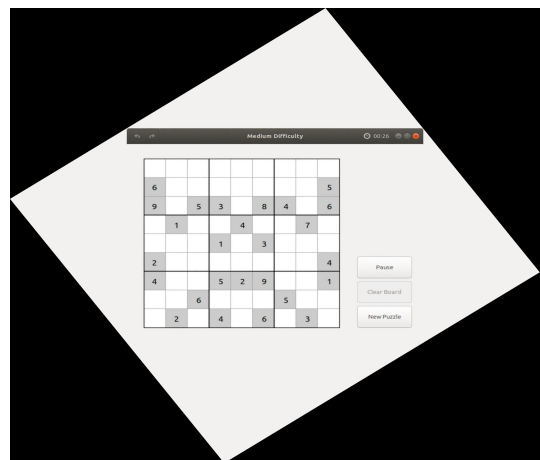 Medium Difficulty 00:26
6 5
9 5 3 8 4 6
1 4 7
1 3
2 4
4 5 2 9 1
6 5
2 4 6 3
Pause
Clear Board
New Puzzle